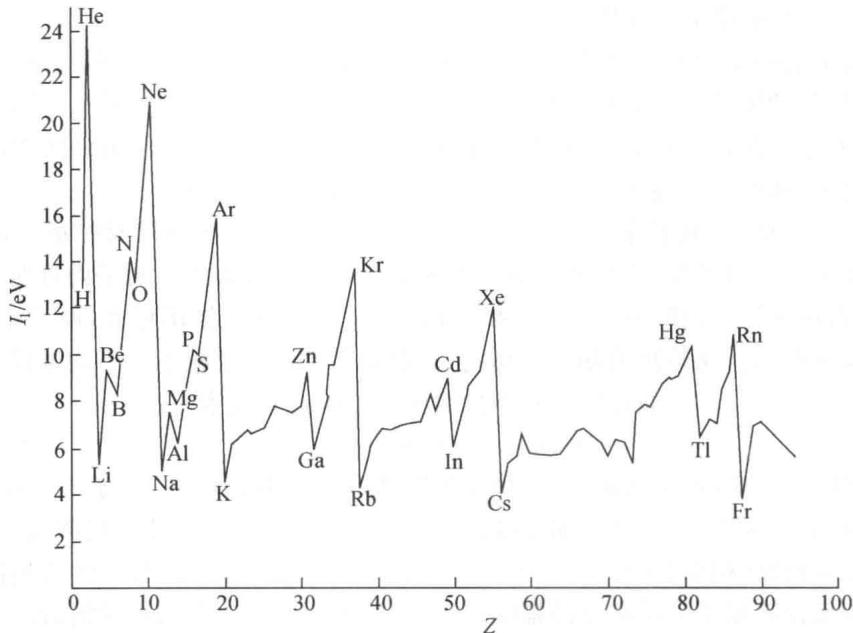 He
24
22
Ne
20
18
Ar
16
N
14
Kr
H
O
Xe
12
I₁/eV
P
Hg
Rn
10
Be
S
Zn
Cd
8
B
Mg
Al
6
Ga
In
Tl
Li
Na
K
Rb
Cs
Fr
4
2
0 10 20 30 40 50 60 70 80 90 100
Z